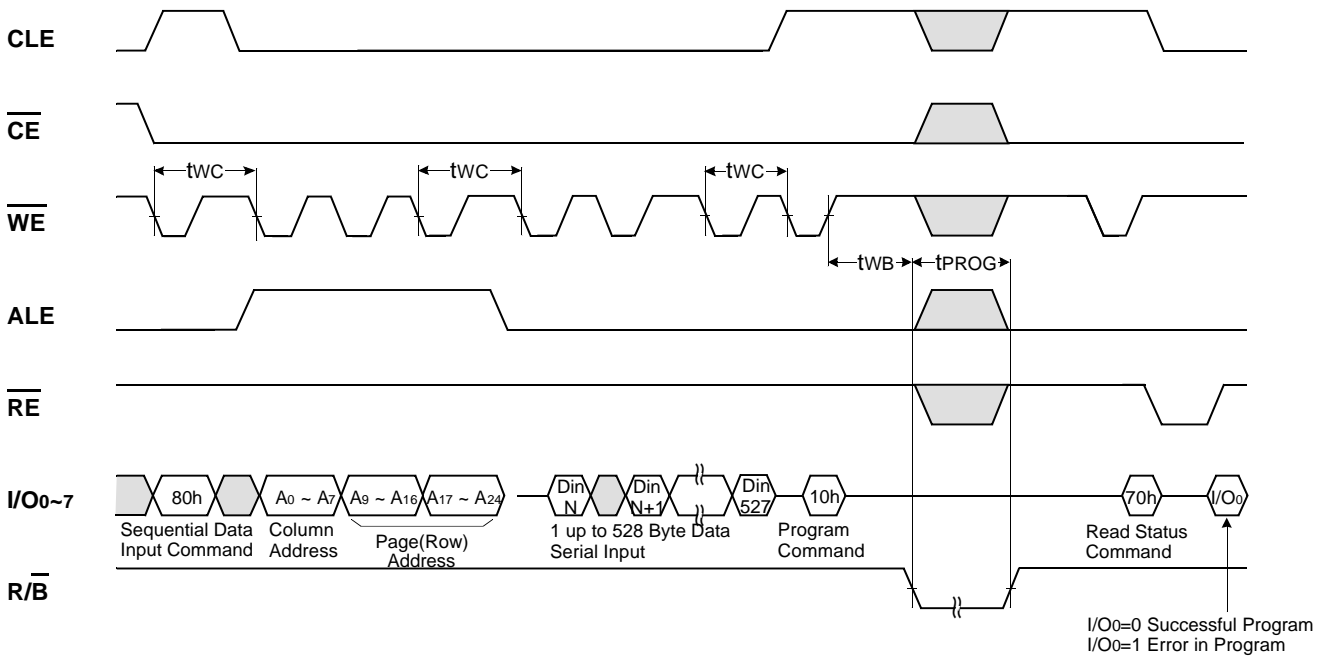 CLE
CE
tWC tWC tWC
WE
tWB tPROG
ALE
RE
I/O0~7
80h A0 ~ A7 A9 ~ A16 A17 ~ A24 Din N Din N+1 Din 527 10h 70h I/O0
Sequential Data Input Command
Column Address
Page(Row) Address
1 up to 528 Byte Data Serial Input
Program Command
Read Status Command
R/B
I/O0=0 Successful Program
I/O0=1 Error in Program